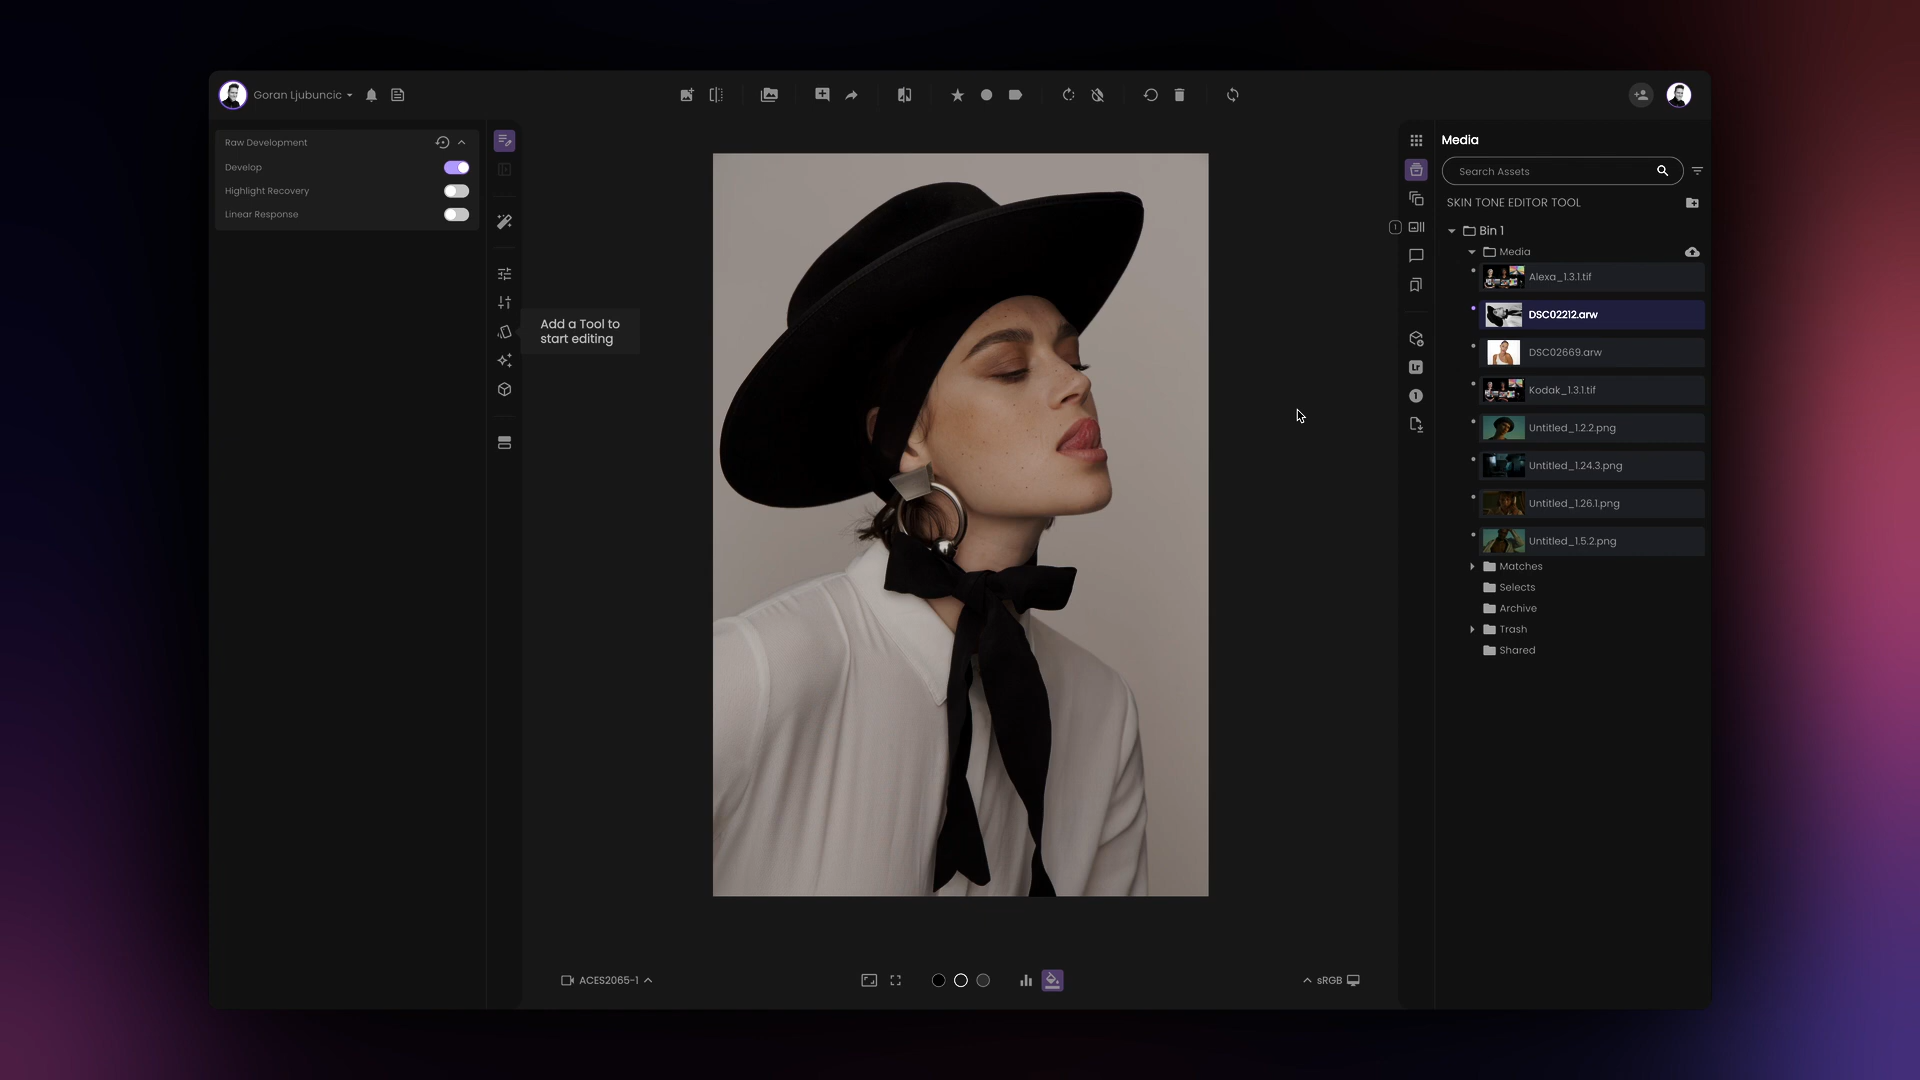 Goran Ljubuncic
Raw Development
Develop
Highlight Recovery
Linear Response
Add a Tool to
start editing
ACES2065-1
sRGB
1
Lr
1
Media
Search Assets
SKIN TONE EDITOR TOOL
Bin 1
Media
Alexa_1.3.1.tif
DSC02212.arw
DSC02669.arw
Kodak_1.3.1.tif
Untitled_1.2.2.png
Untitled_1.24.3.png
Untitled_1.26.1.png
Untitled_1.5.2.png
Matches
Selects
Archive
Trash
Shared